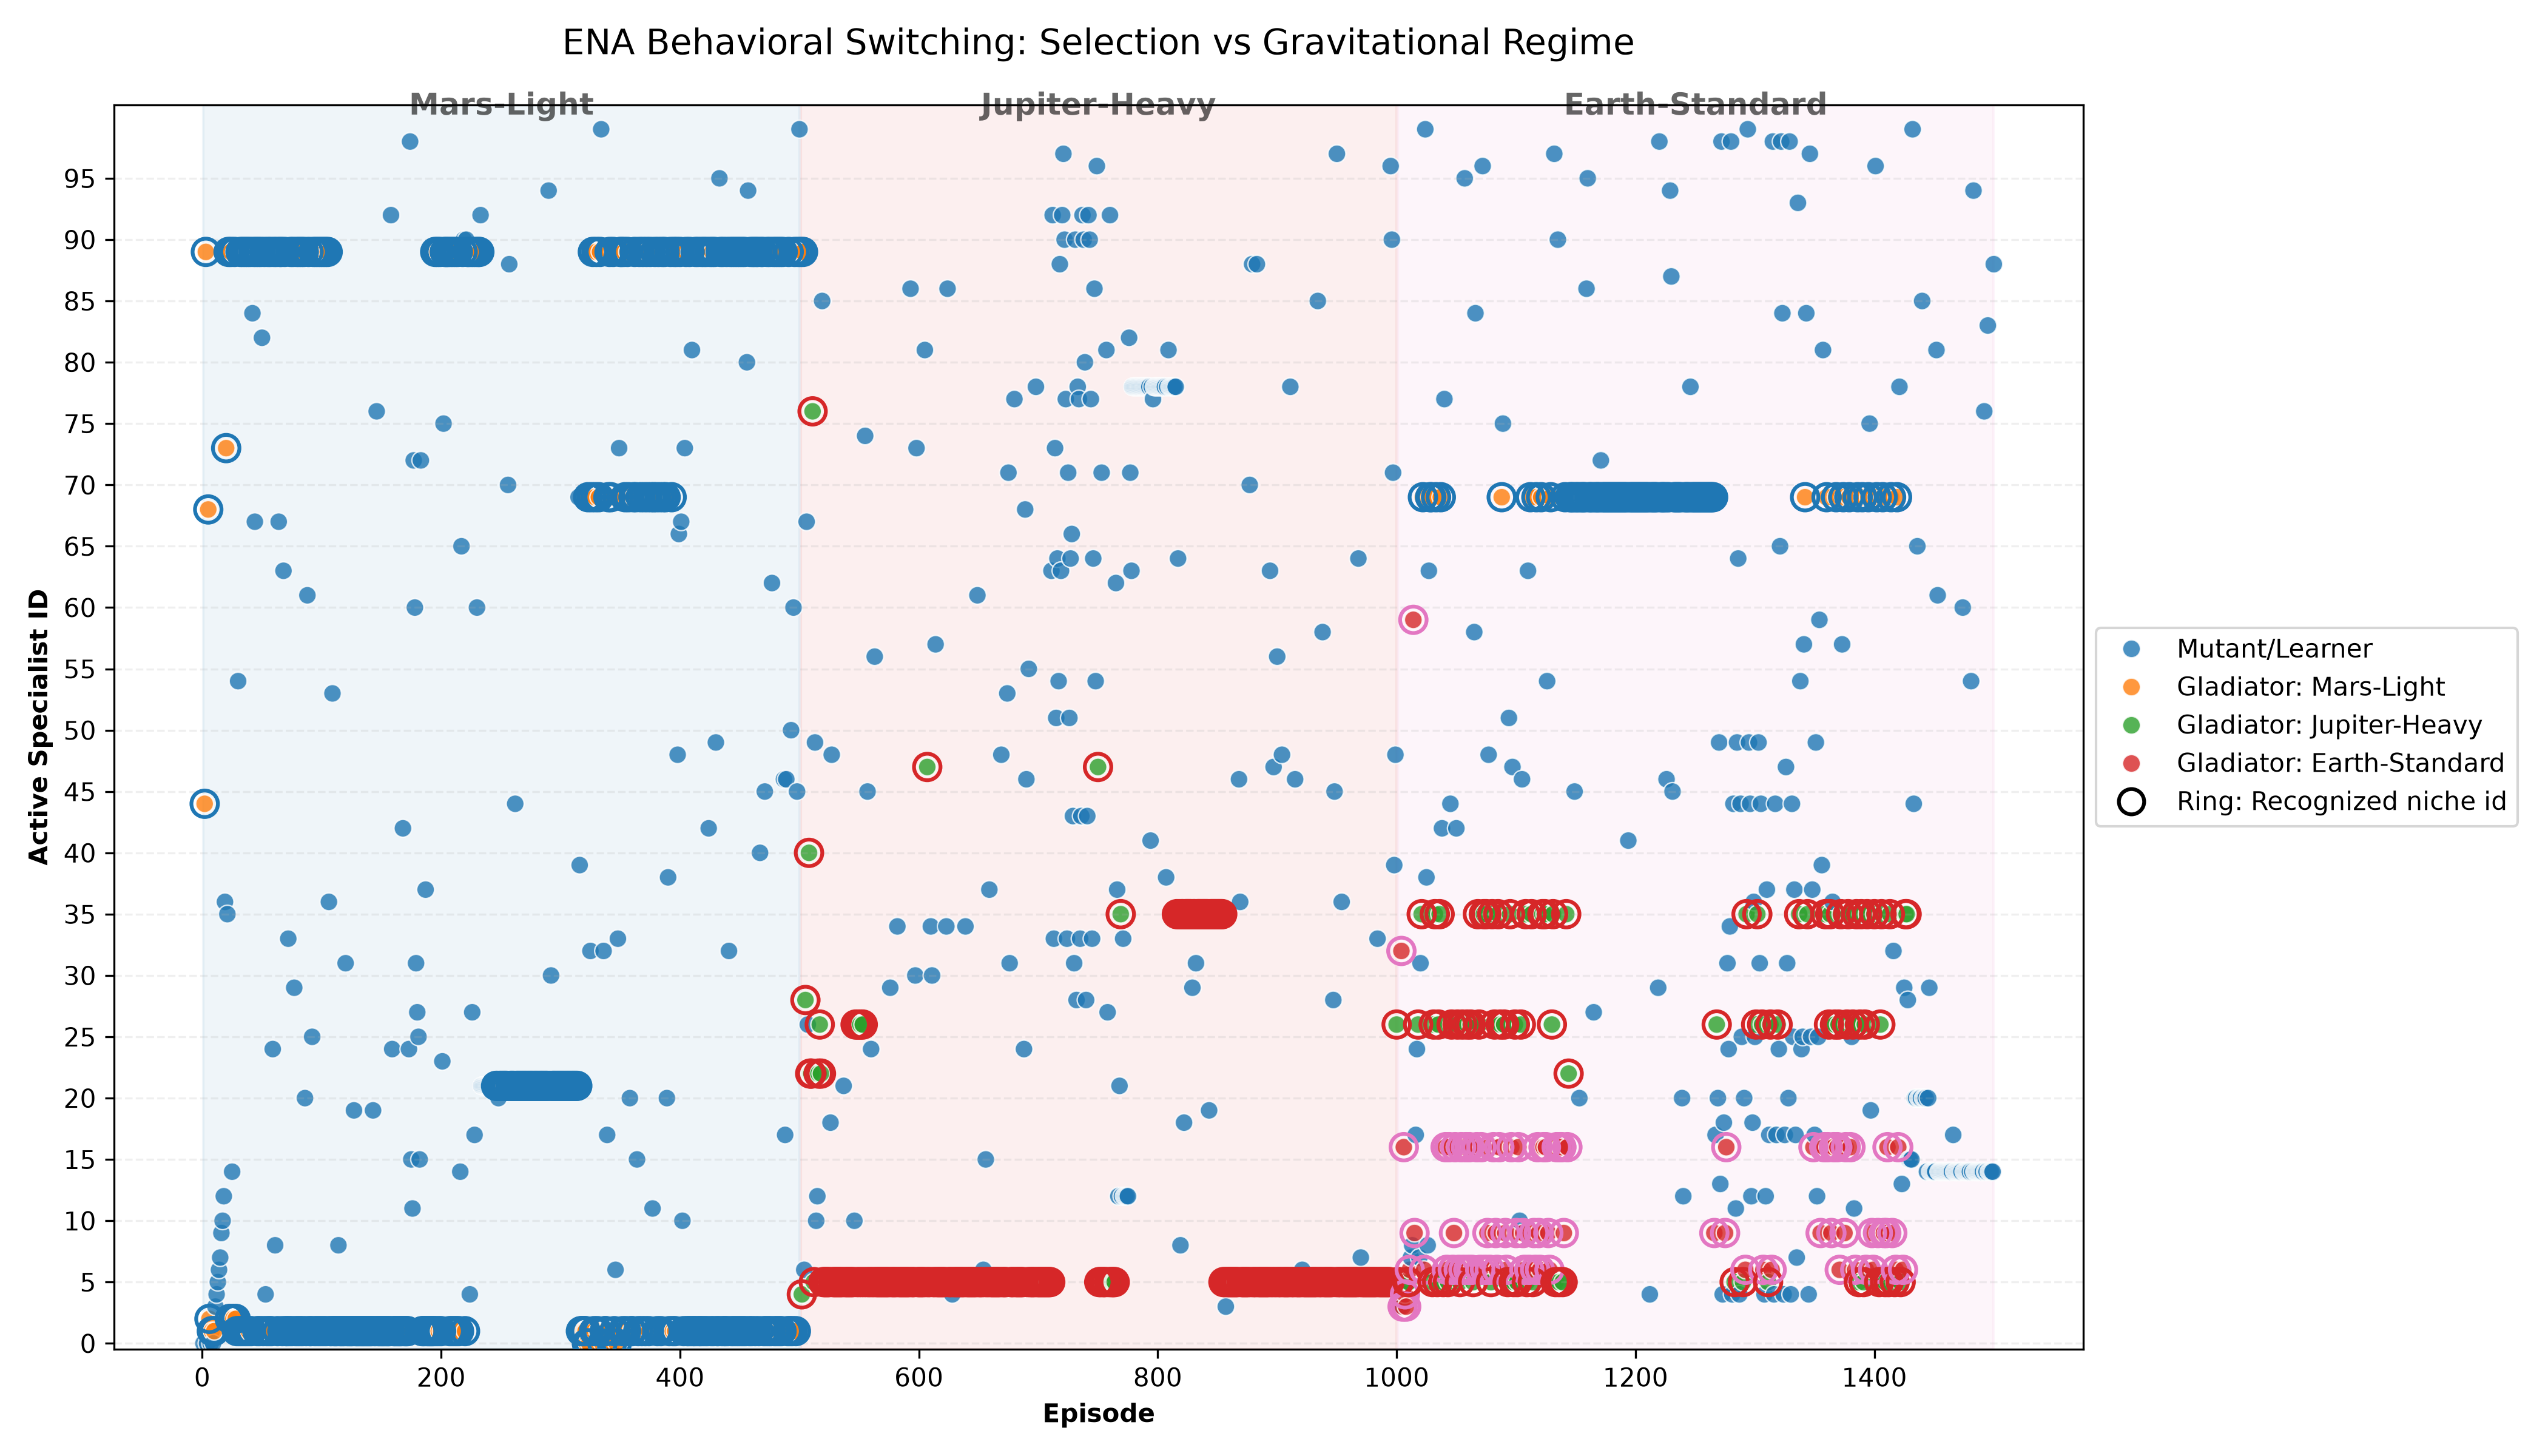 ENA Behavioral Switching: Selection vs Gravitational Regime
Mars-Light
Jupiter-Heavy
Earth-Standard
Active Specialist ID
95
90
85
80
75
70
65
60
55
50
45
40
35
30
25
20
15
10
5
0
0
200
400
600
800
1000
1200
1400
Episode
Mutant/Learner
Gladiator: Mars-Light
Gladiator: Jupiter-Heavy
Gladiator: Earth-Standard
Ring: Recognized niche id